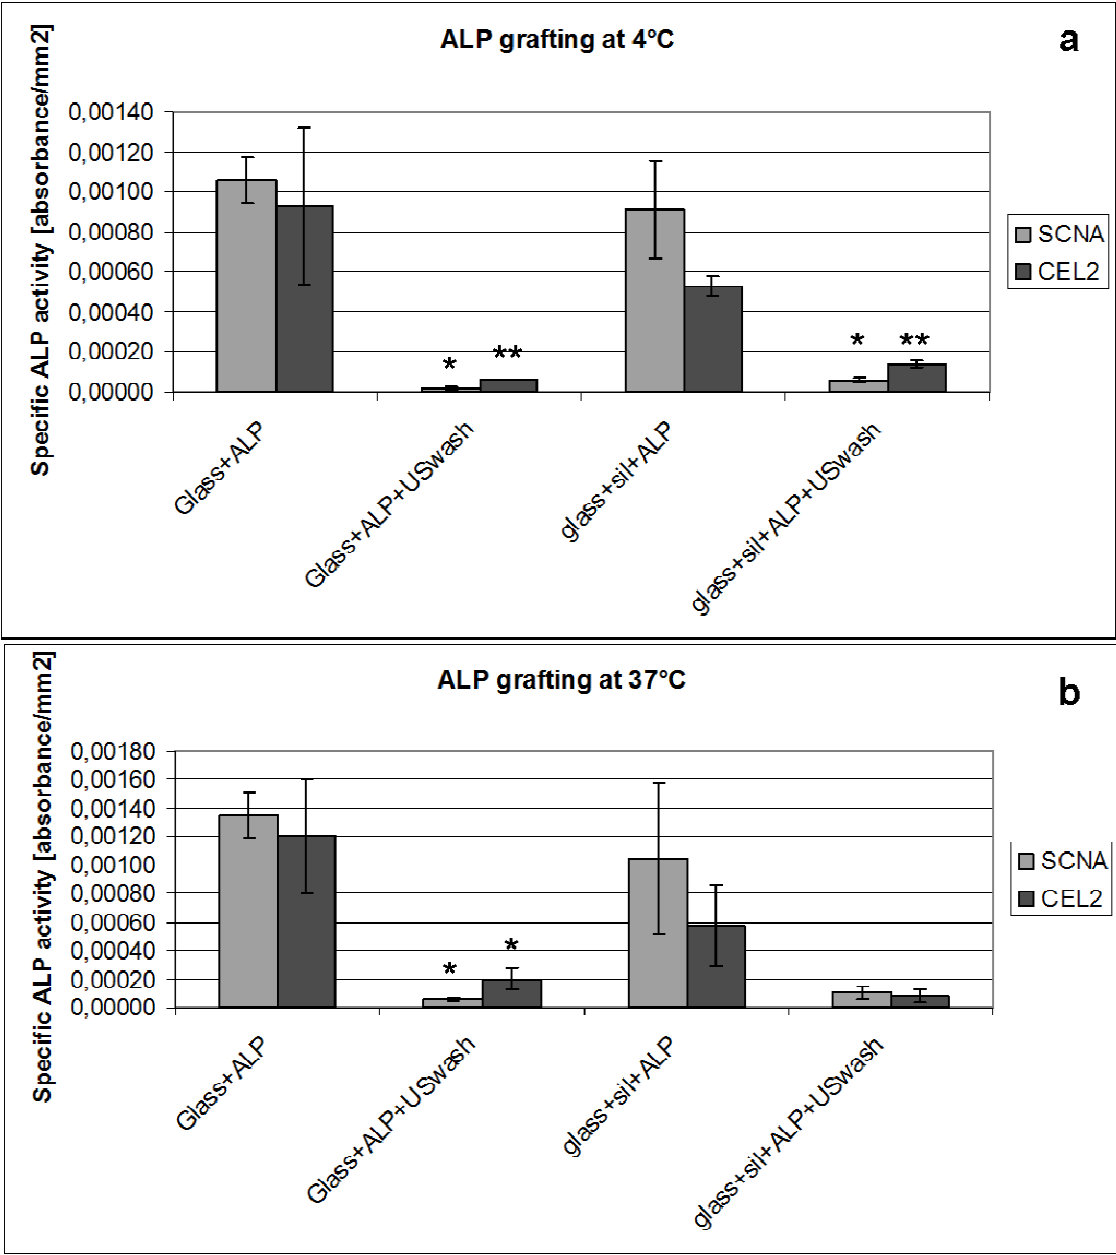 ALP grafting at 4°C
a
Specific ALP activity [absorbance/mm2]
0,00140
0,00120
0,00100
0,00080
0,00060
0,00040
0,00020
0,00000
* ** * **
Glass+ALP
Glass+ALP+USwash
glass+sil+ALP
glass+sil+ALP+USwash
SCNA
CEL2
ALP grafting at 37°C
b
Specific ALP activity [absorbance/mm2]
0,00180
0,00160
0,00140
0,00120
0,00100
0,00080
0,00060
0,00040
0,00020
0,00000
* *
Glass+ALP
Glass+ALP+USwash
glass+sil+ALP
glass+sil+ALP+USwash
SCNA
CEL2